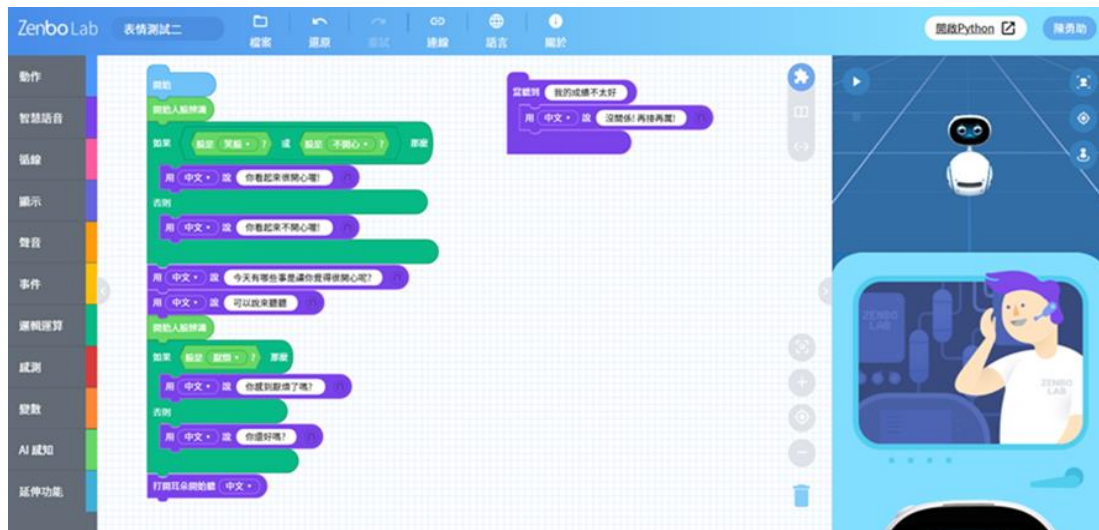 Zenbo Lab
表情測試二
檔案
還原
重試
連線
語言
關於
開啟Python
陳勇助
動作
智慧語音
循線
顯示
聲音
事件
邏輯運算
感測
變數
AI 感知
延伸功能
開始
開始人臉辨識
如果 臉是 笑臉 ? 或 臉是 不開心 ? 那麼
用 中文 說 你看起來很開心喔!
否則
用 中文 說 你看起來不開心喔!
用 中文 說 今天有哪些事是讓你覺得很開心呢?
用 中文 說 可以說來聽聽
開始人臉辨識
如果 臉是 厭煩 ? 那麼
用 中文 說 你感到厭煩了嗎?
否則
用 中文 說 你還好嗎?
打開耳朵開始聽 中文
當聽到 我的成績不太好
用 中文 說 沒關係! 再接再厲!
ZENBO
LAB
ZENBO
LAB